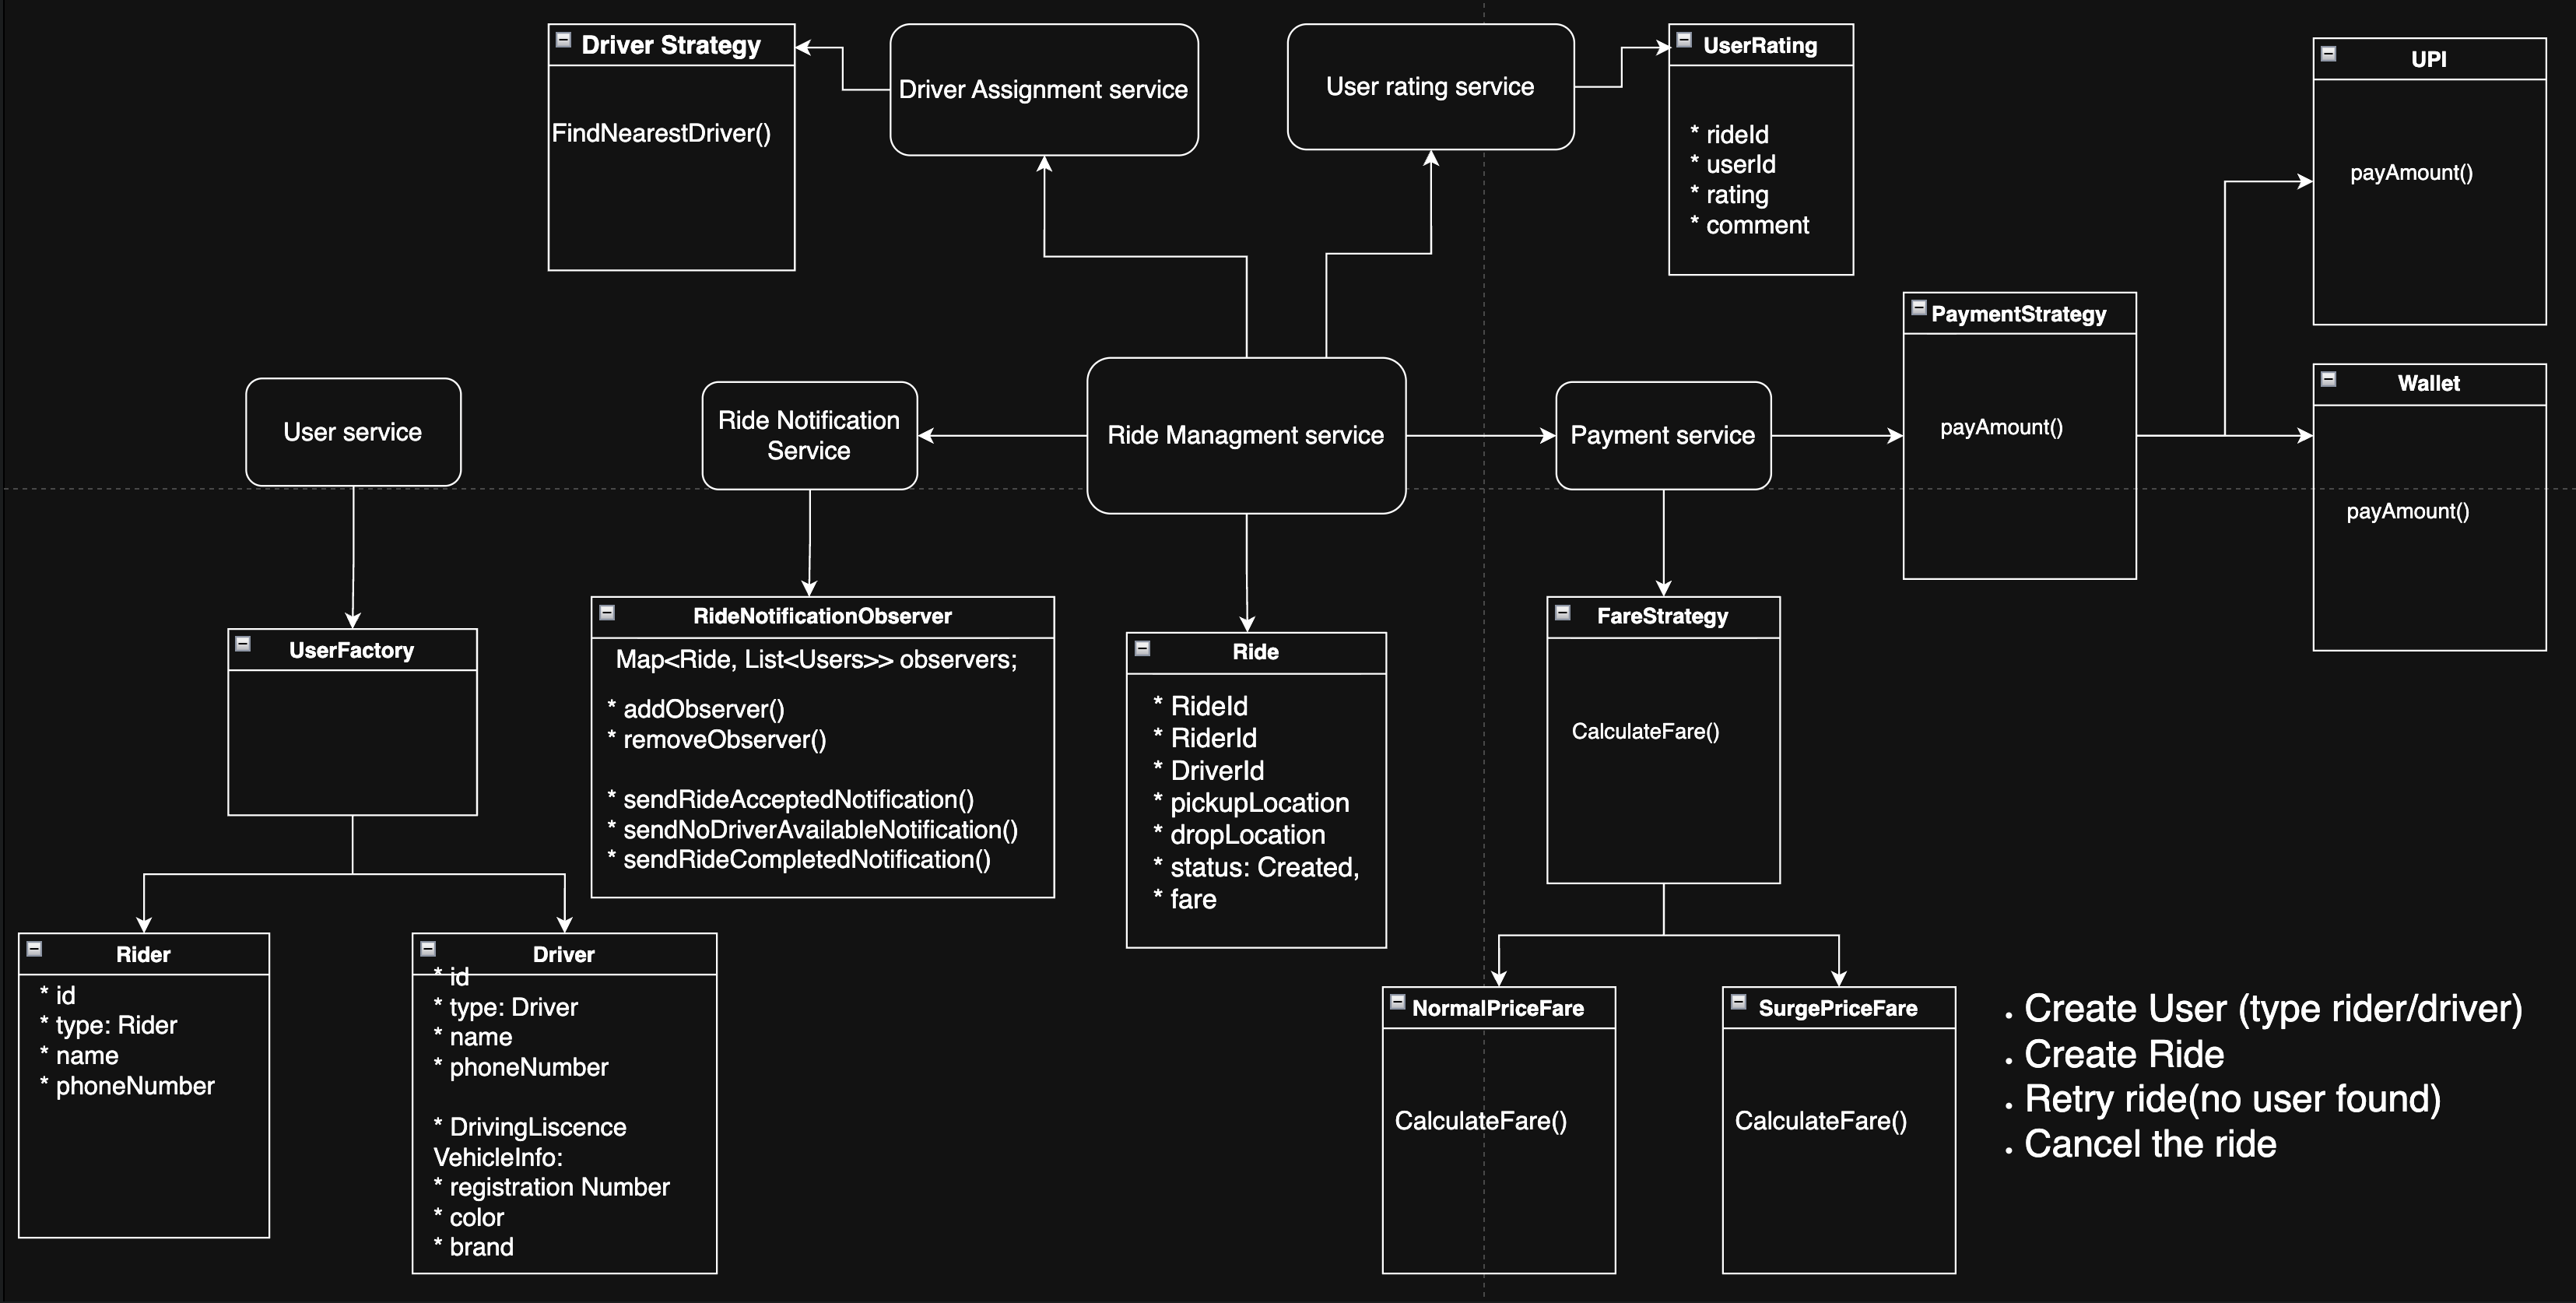 Driver Strategy
FindNearestDriver()
Driver Assignment service
User rating service
UserRating
* rideId
* userId
* rating
* comment
UPI
payAmount()
PaymentStrategy
payAmount()
Wallet
payAmount()
User service
Ride Notification
Service
Ride Managment service
Payment service
UserFactory
RideNotificationObserver
Map<Ride, List<Users>> observers;
* addObserver()
* removeObserver()
* sendRideAcceptedNotification()
* sendNoDriverAvailableNotification()
* sendRideCompletedNotification()
Ride
* RideId
* RiderId
* DriverId
* pickupLocation
* dropLocation
* status: Created,
* fare
FareStrategy
CalculateFare()
Rider
* id
* type: Rider
* name
* phoneNumber
Driver
* id
* type: Driver
* name
* phoneNumber
* DrivingLiscence
VehicleInfo:
* registration Number
* color
* brand
NormalPriceFare
CalculateFare()
SurgePriceFare
CalculateFare()
• Create User (type rider/driver)
• Create Ride
• Retry ride(no user found)
• Cancel the ride